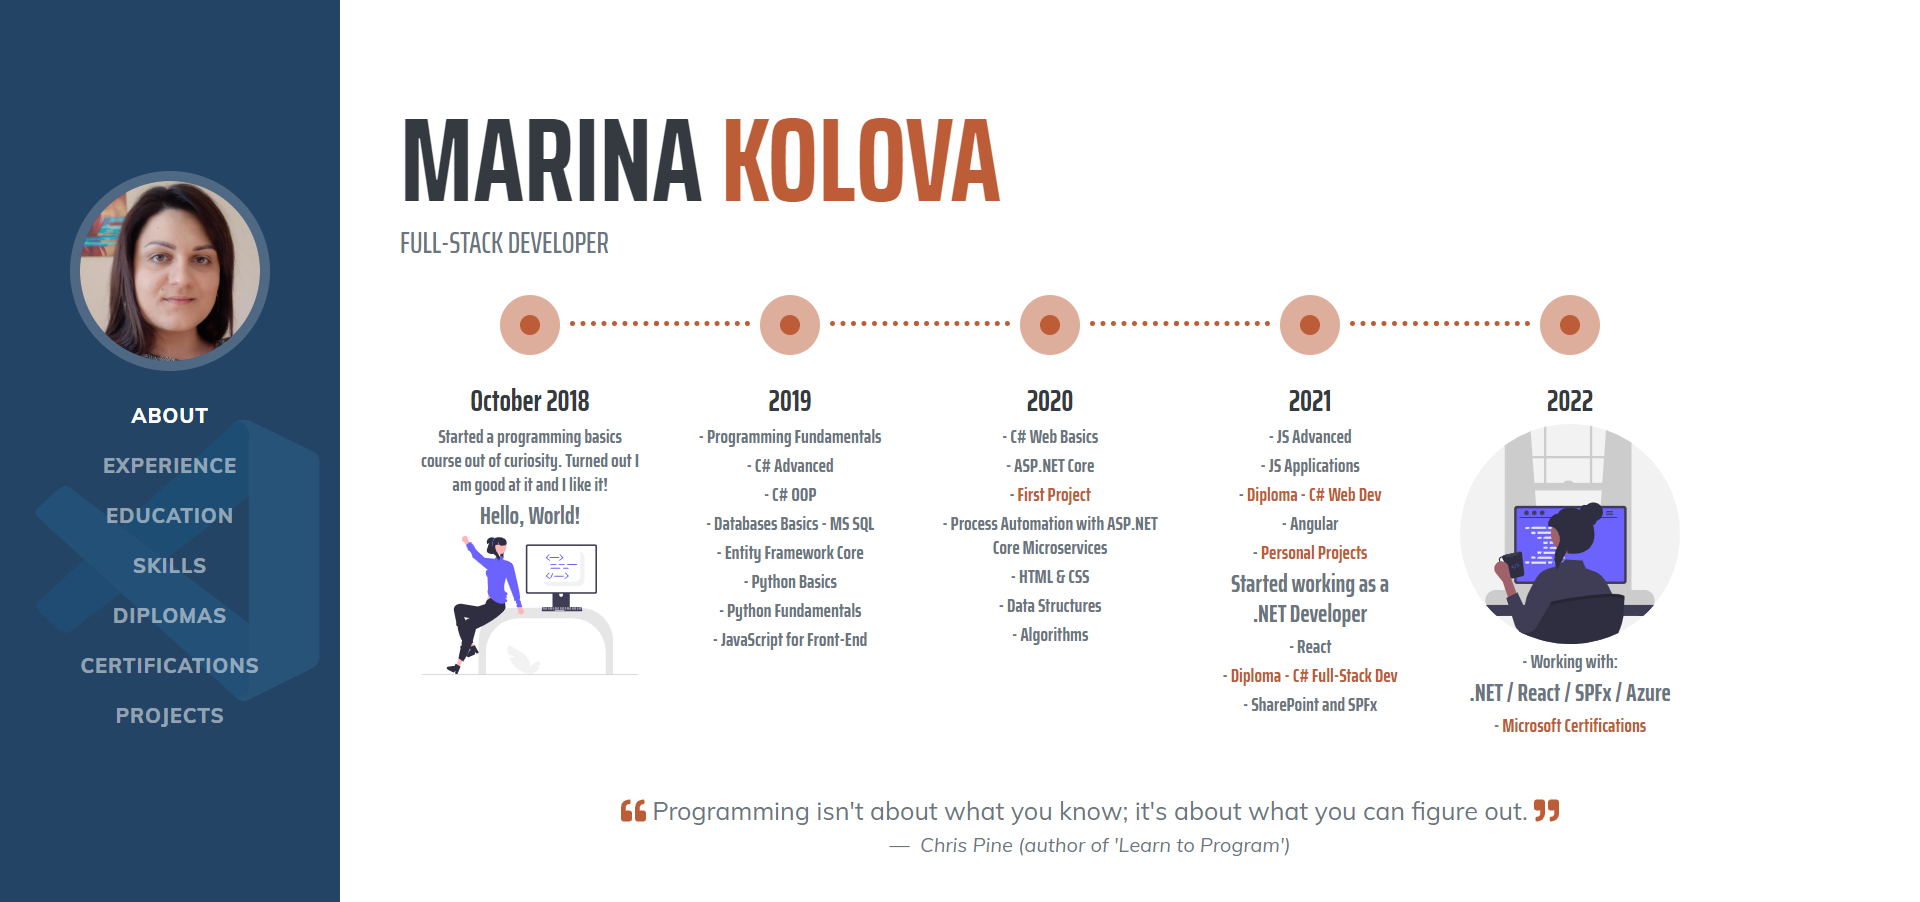 ABOUT
EXPERIENCE
EDUCATION
SKILLS
DIPLOMAS
CERTIFICATIONS
PROJECTS
MARINA KOLOVA
FULL-STACK DEVELOPER
October 2018
Started a programming basics
course out of curiosity. Turned out I
am good at it and I like it!
Hello, World!
2019
- Programming Fundamentals
- C# Advanced
- C# OOP
- Databases Basics - MS SQL
- Entity Framework Core
- Python Basics
- Python Fundamentals
- JavaScript for Front-End
2020
- C# Web Basics
- ASP.NET Core
- First Project
- Process Automation with ASP.NET
Core Microservices
- HTML & CSS
- Data Structures
- Algorithms
2021
- JS Advanced
- JS Applications
- Diploma - C# Web Dev
- Angular
- Personal Projects
Started working as a
.NET Developer
- React
- Diploma - C# Full-Stack Dev
- SharePoint and SPFx
2022
- Working with:
.NET / React / SPFx / Azure
- Microsoft Certifications
❝ Programming isn't about what you know; it's about what you can figure out. ❞
— Chris Pine (author of 'Learn to Program')